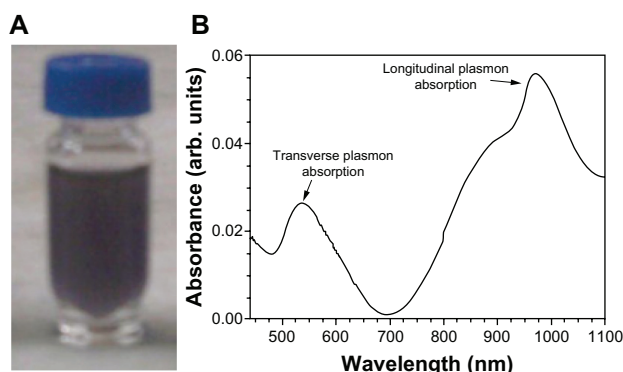 A
B
Absorbance (arb. units)
0.06
0.04
0.02
0.00
Longitudinal plasmon
absorption
Transverse plasmon
absorption
500 600 700 800 900 1000 1100
Wavelength (nm)